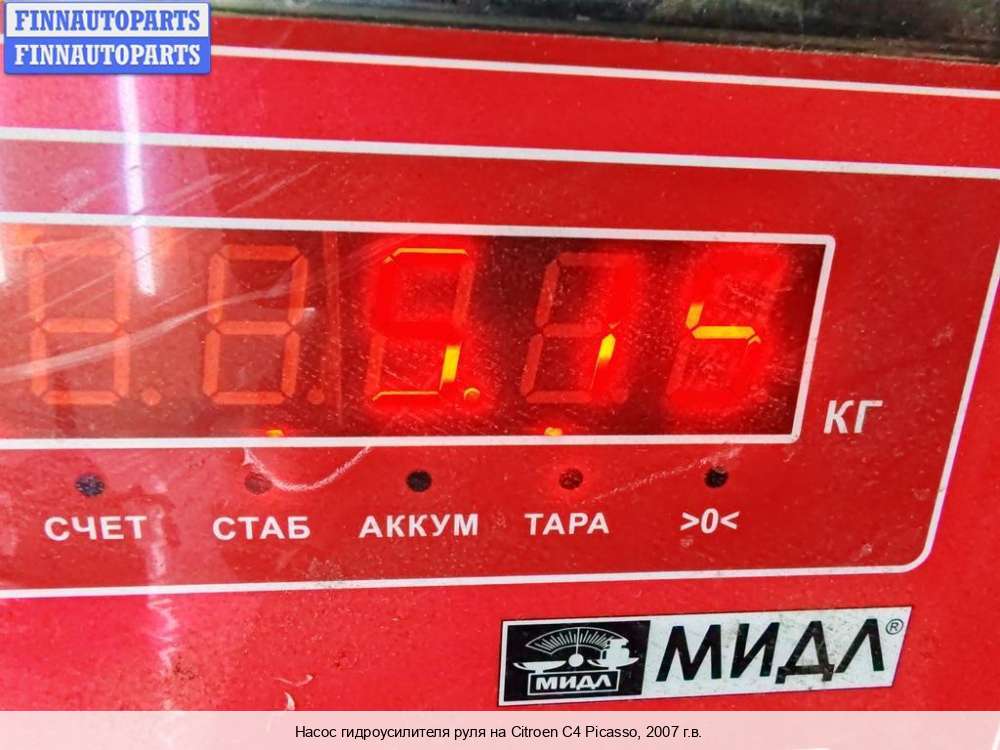 FINNAUTOPARTS
FINNAUTOPARTS
КГ
СЧЕТ СТАБ АККУМ ТАРА >0<
МИДЛ МИДЛ®
Насос гидроусилителя руля на Citroen C4 Picasso, 2007 г.в.